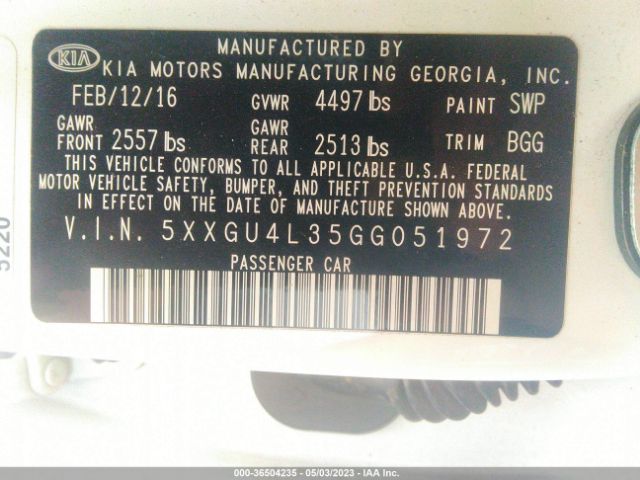 MANUFACTURED BY
KIA KIA MOTORS MANUFACTURING GEORGIA, INC.
FEB/12/16 GVWR 4497 lbs PAINT SWP
GAWR FRONT 2557 lbs GAWR REAR 2513 lbs TRIM BGG
THIS VEHICLE CONFORMS TO ALL APPLICABLE U.S.A. FEDERAL
MOTOR VEHICLE SAFETY, BUMPER, AND THEFT PREVENTION STANDARDS
IN EFFECT ON THE DATE OF MANUFACTURE SHOWN ABOVE.
V.I.N. 5XXGU4L35GG051972
PASSENGER CAR
5220
000-36504235 - 05/03/2023 - IAA Inc.